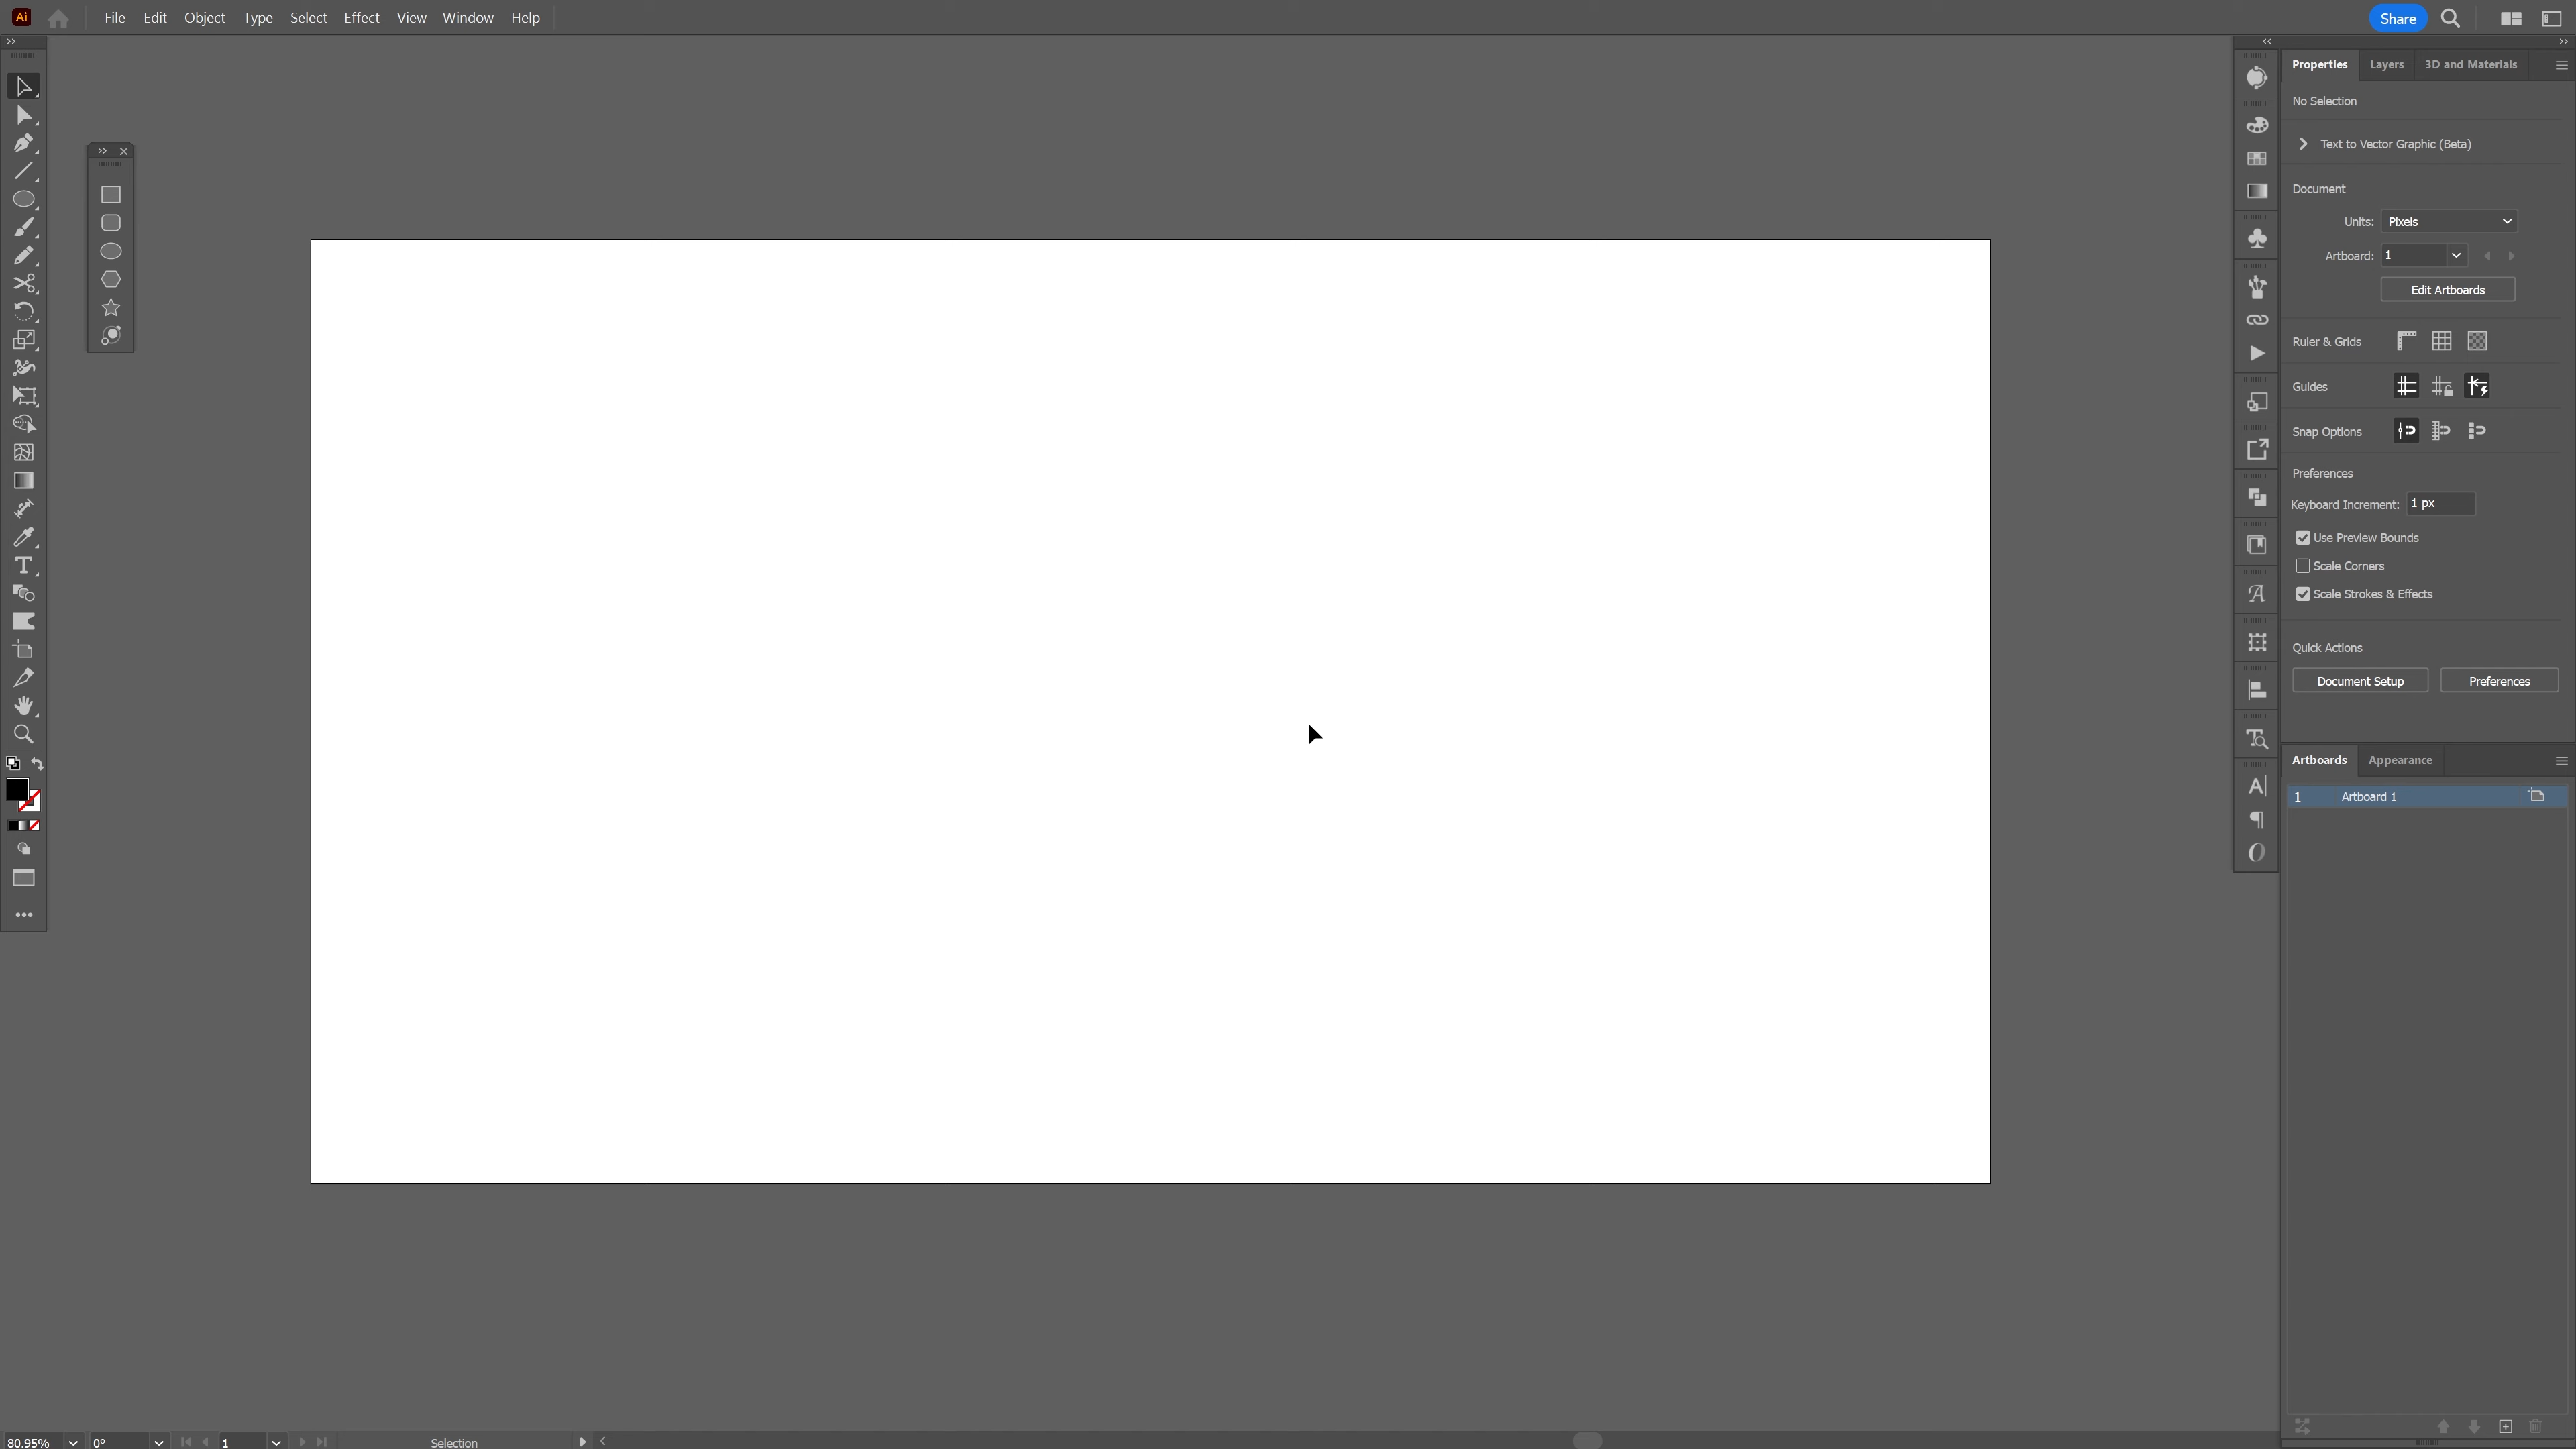 Ai
File Edit Object Type Select Effect View Window Help
Share
Properties Layers 3D and Materials
No Selection
Text to Vector Graphic (Beta)
Document
Units: Pixels
Artboard: 1
Edit Artboards
Ruler & Grids
Guides
Snap Options
Preferences
Keyboard Increment: 1 px
Use Preview Bounds
Scale Corners
Scale Strokes & Effects
Quick Actions
Document Setup Preferences
Artboards Appearance
1 Artboard 1
80.95% 0° 1 Selection